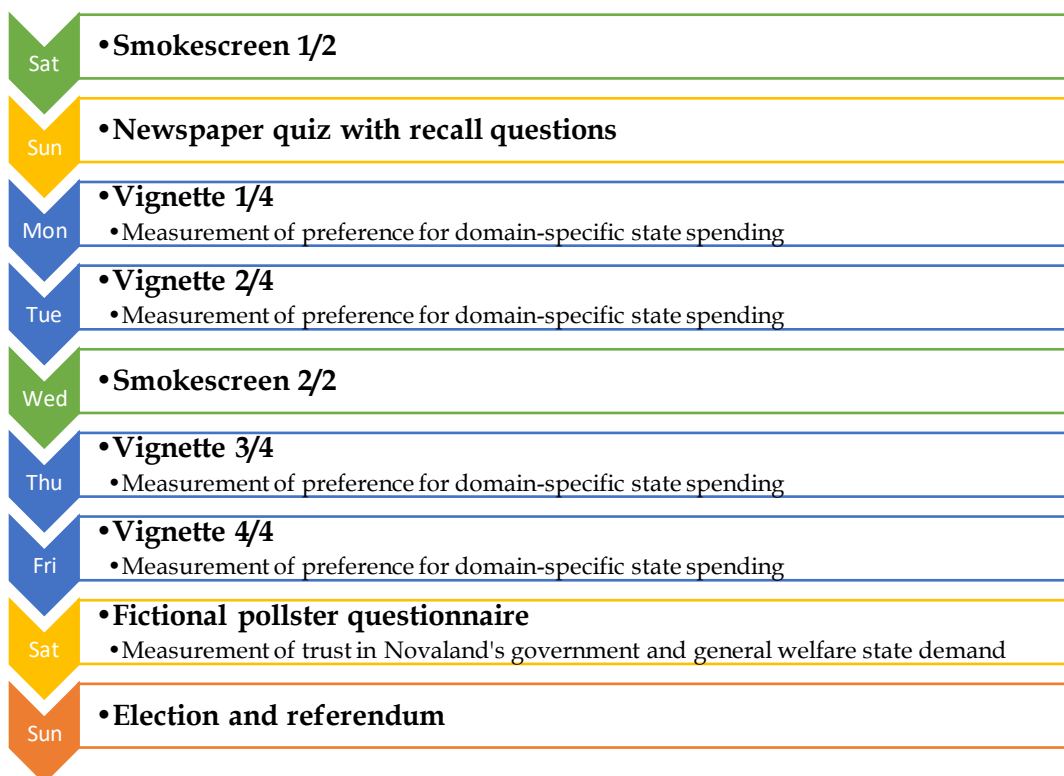 Sat
•Smokescreen 1/2
Sun
•Newspaper quiz with recall questions
Mon
•Vignette 1/4
•Measurement of preference for domain-specific state spending
Tue
•Vignette 2/4
•Measurement of preference for domain-specific state spending
Wed
•Smokescreen 2/2
Thu
•Vignette 3/4
•Measurement of preference for domain-specific state spending
Fri
•Vignette 4/4
•Measurement of preference for domain-specific state spending
Sat
•Fictional pollster questionnaire
•Measurement of trust in Novaland's government and general welfare state demand
Sun
•Election and referendum